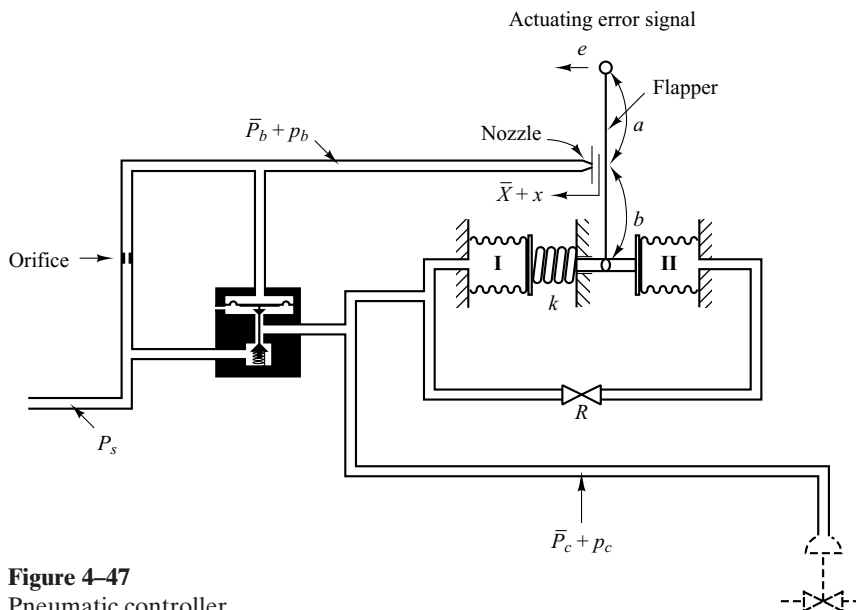 Actuating error signal
e
Flapper
a
Nozzle
P̅b + pb
X̅ + x
b
Orifice
I
II
k
R
Ps
P̅c + pc
Figure 4–47
Pneumatic controller.